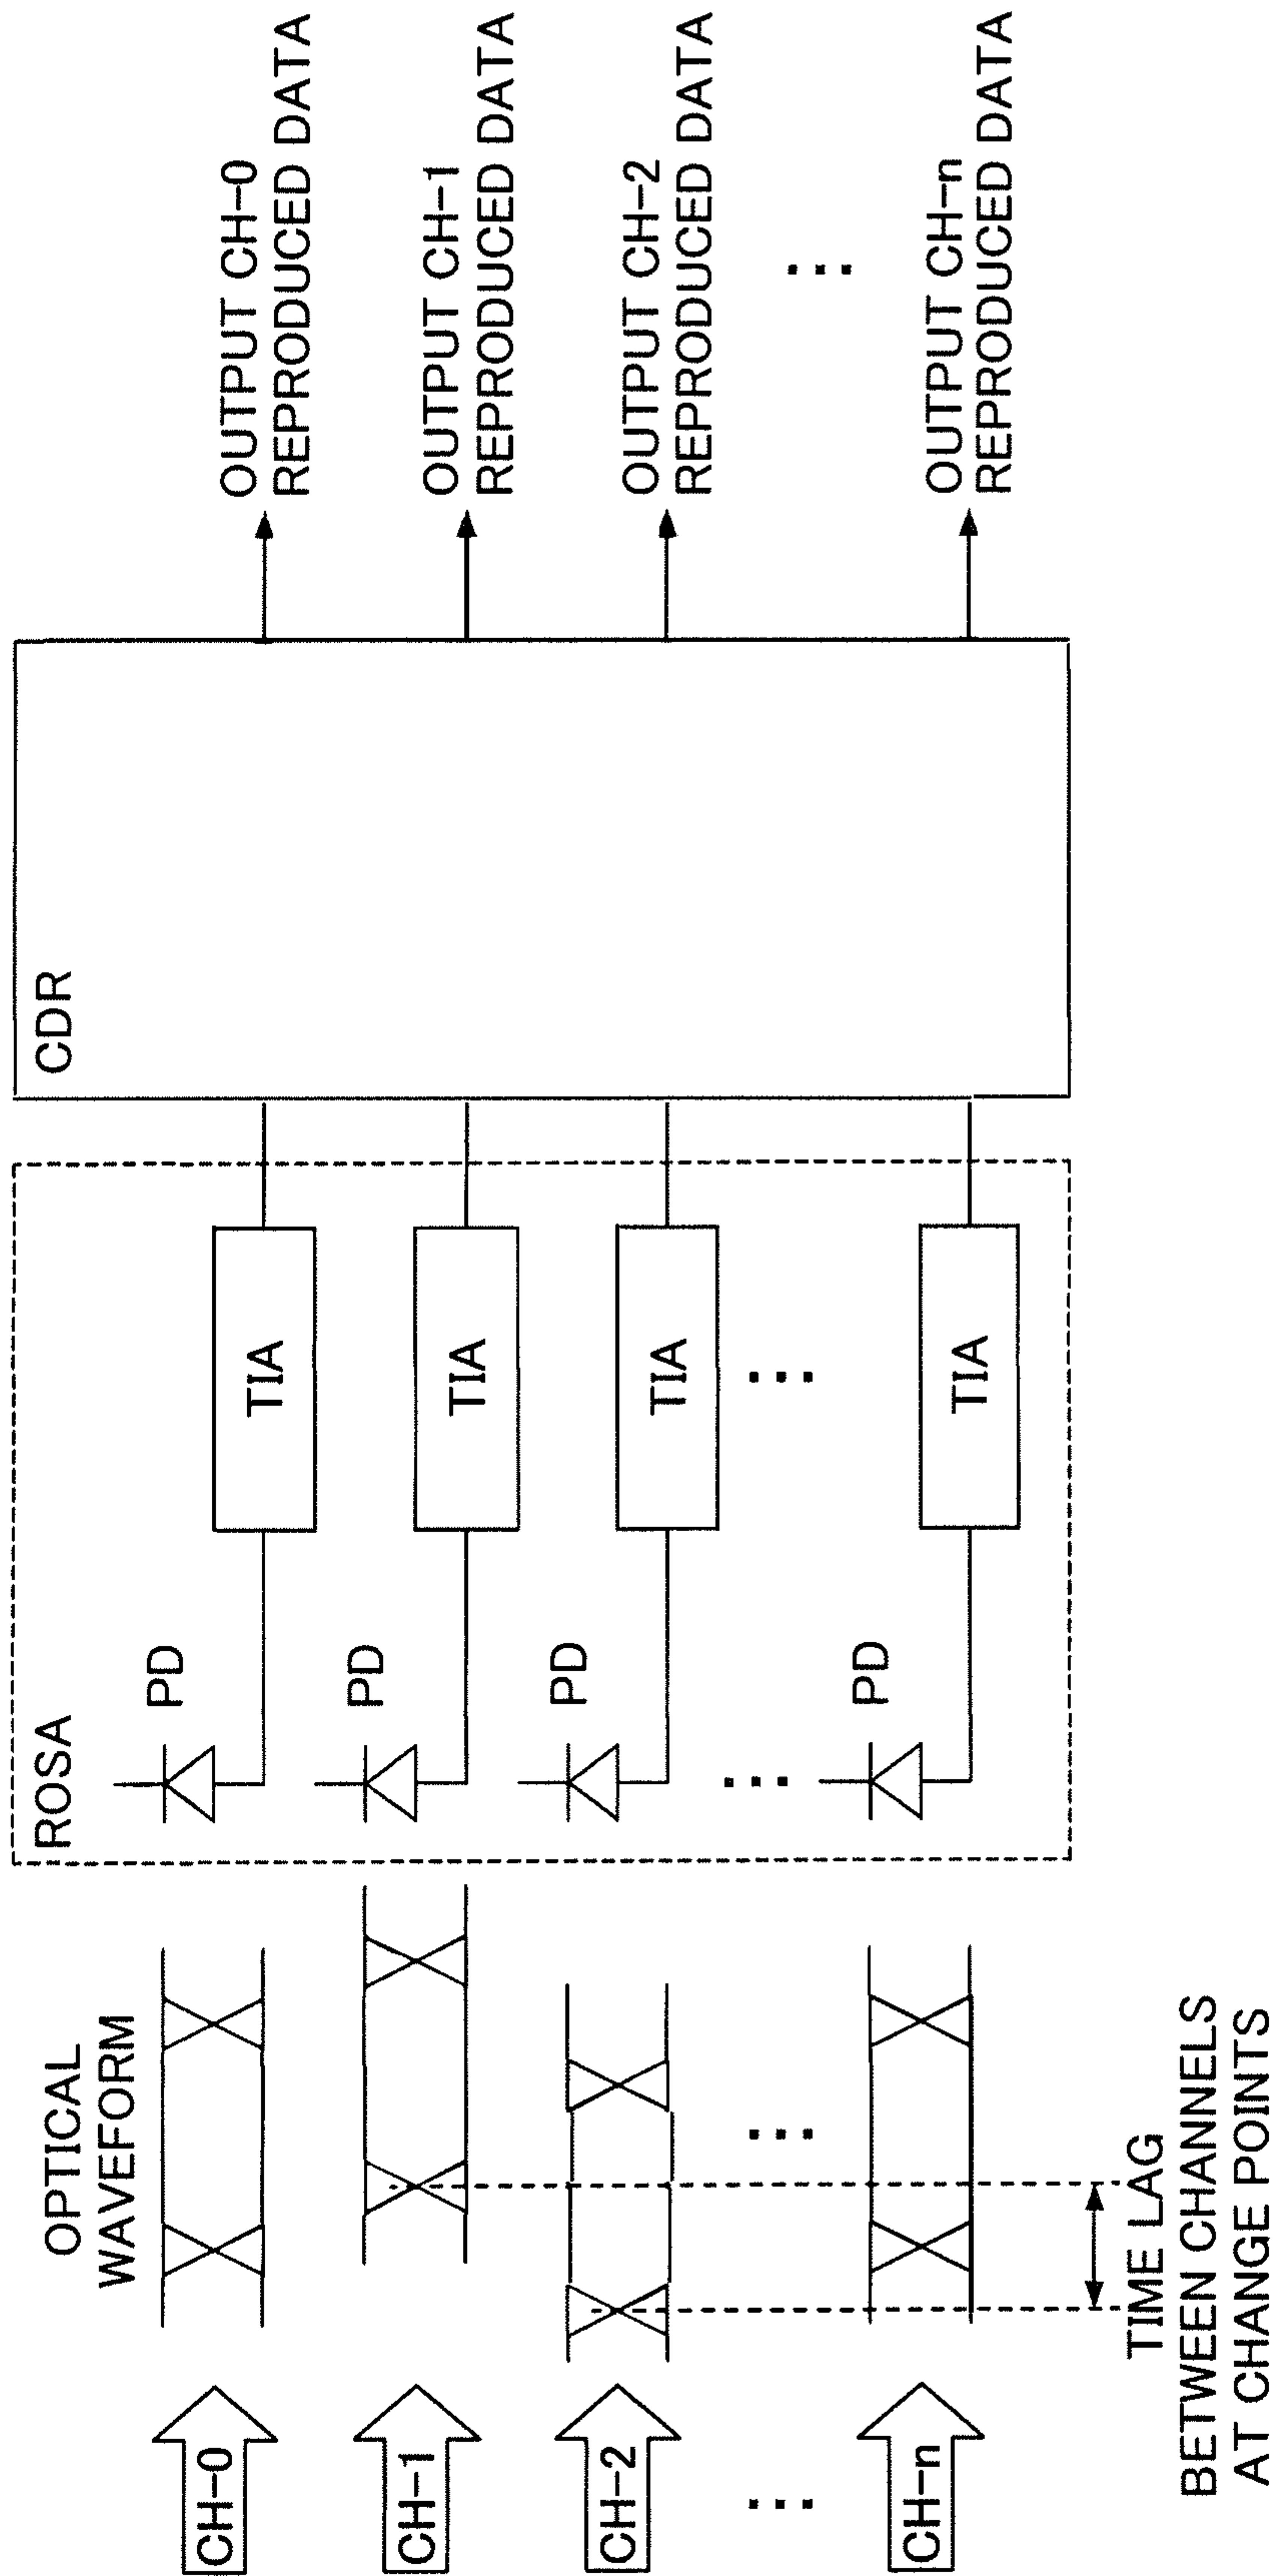 OPTICAL
WAVEFORM
ROSA
CDR
CH-0
PD
TIA
OUTPUT CH-0
REPRODUCED DATA
CH-1
PD
TIA
OUTPUT CH-1
REPRODUCED DATA
CH-2
PD
TIA
OUTPUT CH-2
REPRODUCED DATA
CH-n
PD
TIA
OUTPUT CH-n
REPRODUCED DATA
TIME LAG
BETWEEN CHANNELS
AT CHANGE POINTS